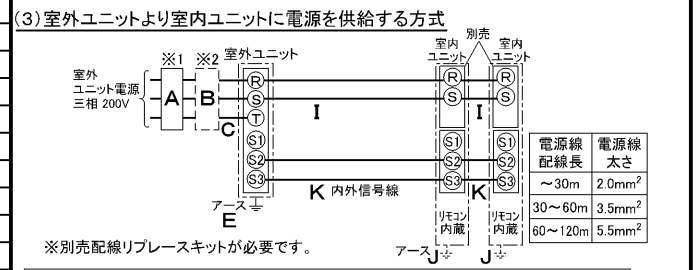 (3)室外ユニットより室内ユニットに電源を供給する方式
※1 ※2 室外ユニット
別売
室内ユニット
室内ユニット
室外
ユニット電源
三相 200V
A
B
C
R
S
T
S1
S2
S3
I
R
S
S1
S2
S3
I
R
S
S1
S2
S3
K 内外信号線
K
アース
E
リモコン内蔵
リモコン内蔵
アース J
J
※別売配線リプレースキットが必要です。
電源線配線長 電源線太さ
～30m 2.0mm²
30～60m 3.5mm²
60～120m 5.5mm²